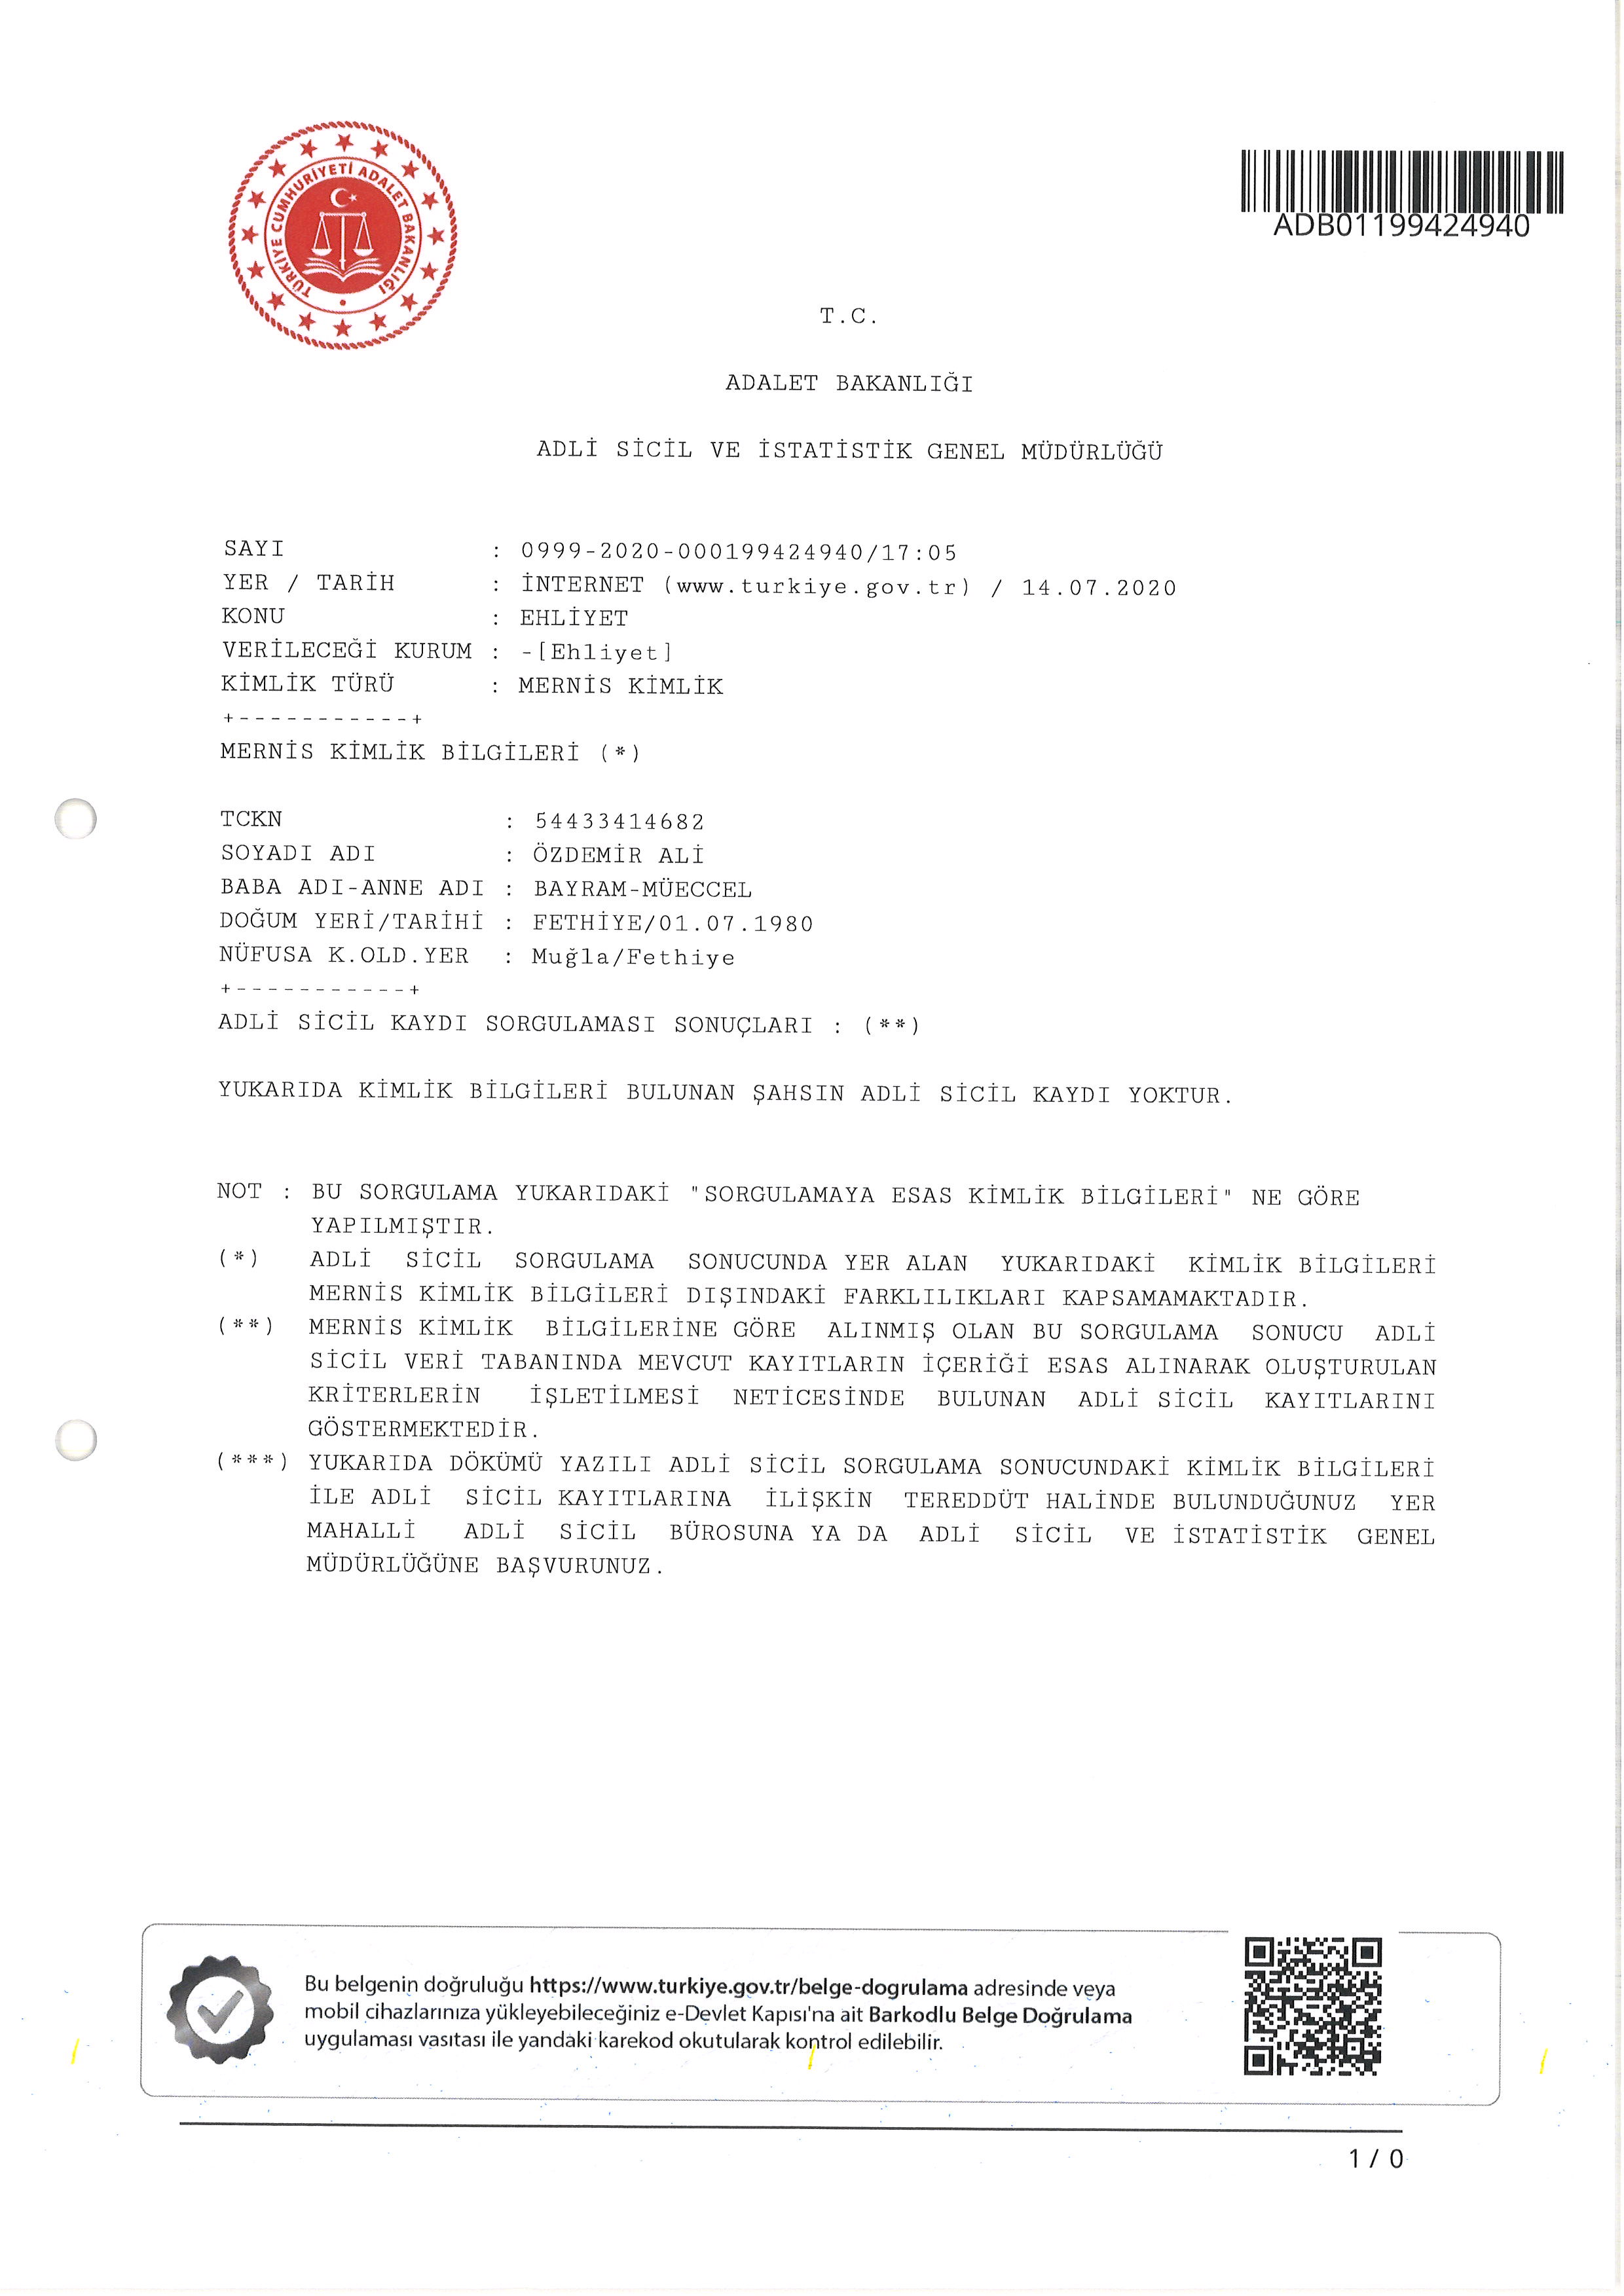 TÜRKİYE CUMHURİYETİ ADALET BAKANLIĞI
ADB01199424940
T.C.
ADALET BAKANLIĞI
ADLİ SİCİL VE İSTATİSTİK GENEL MÜDÜRLÜĞÜ
SAYI : 0999-2020-000199424940/17:05
YER / TARİH : İNTERNET (www.turkiye.gov.tr) / 14.07.2020
KONU : EHLİYET
VERİLECEĞİ KURUM : -[Ehliyet]
KİMLİK TÜRÜ : MERNİS KİMLİK
+-----------+
MERNİS KİMLİK BİLGİLERİ (*)
TCKN : 54433414682
SOYADI ADI : ÖZDEMİR ALİ
BABA ADI-ANNE ADI : BAYRAM-MÜECCEL
DOĞUM YERİ/TARİHİ : FETHİYE/01.07.1980
NÜFUSA K.OLD.YER : Muğla/Fethiye
+-----------+
ADLİ SİCİL KAYDI SORGULAMASI SONUÇLARI : (**)
YUKARIDA KİMLİK BİLGİLERİ BULUNAN ŞAHSIN ADLİ SİCİL KAYDI YOKTUR.
NOT : BU SORGULAMA YUKARIDAKİ "SORGULAMAYA ESAS KİMLİK BİLGİLERİ" NE GÖRE
YAPILMIŞTIR.
(*) ADLİ SİCİL SORGULAMA SONUCUNDA YER ALAN YUKARIDAKİ KİMLİK BİLGİLERİ
MERNİS KİMLİK BİLGİLERİ DIŞINDAKİ FARKLILIKLARI KAPSAMAMAKTADIR.
(**) MERNİS KİMLİK BİLGİLERİNE GÖRE ALINMIŞ OLAN BU SORGULAMA SONUCU ADLİ
SİCİL VERİ TABANINDA MEVCUT KAYITLARIN İÇERİĞİ ESAS ALINARAK OLUŞTURULAN
KRİTERLERİN İŞLETİLMESİ NETİCESİNDE BULUNAN ADLİ SİCİL KAYITLARINI
GÖSTERMEKTEDİR.
(***) YUKARIDA DÖKÜMÜ YAZILI ADLİ SİCİL SORGULAMA SONUCUNDAKİ KİMLİK BİLGİLERİ
İLE ADLİ SİCİL KAYITLARINA İLİŞKİN TEREDDÜT HALİNDE BULUNDUĞUNUZ YER
MAHALLİ ADLİ SİCİL BÜROSUNA YA DA ADLİ SİCİL VE İSTATİSTİK GENEL
MÜDÜRLÜĞÜNE BAŞVURUNUZ.
Bu belgenin doğruluğu https://www.turkiye.gov.tr/belge-dogrulama adresinde veya
mobil cihazlarınıza yükleyebileceğiniz e-Devlet Kapısı'na ait Barkodlu Belge Doğrulama
uygulaması vasıtası ile yandaki karekod okutularak kontrol edilebilir.
1 / 0